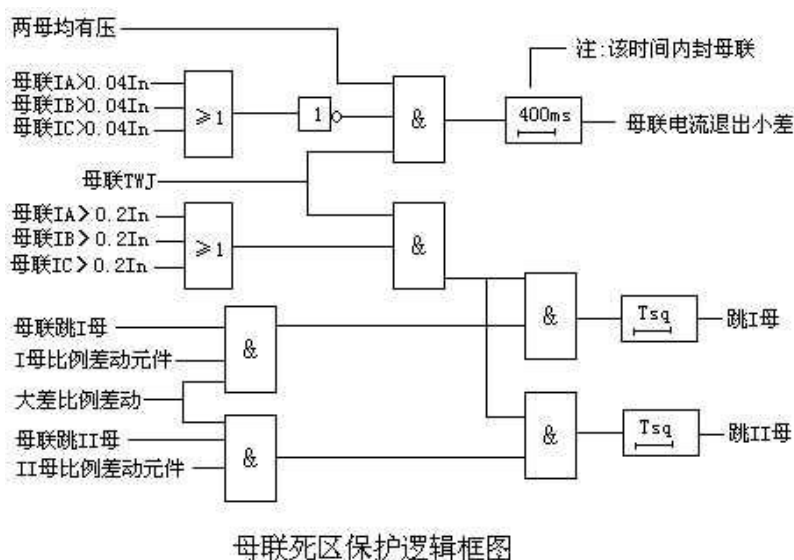 两母均有压
注:该时间内封母联
母联IA>0.04In
母联IB>0.04In
母联IC>0.04In
≥1
1
&
400ms
母联电流退出小差
母联TWJ
母联IA>0.2In
母联IB>0.2In
母联IC>0.2In
≥1
&
母联跳I母
I母比例差动元件
&
&
Tsq
跳I母
大差比例差动
母联跳II母
II母比例差动元件
&
&
Tsq
跳II母
母联死区保护逻辑框图